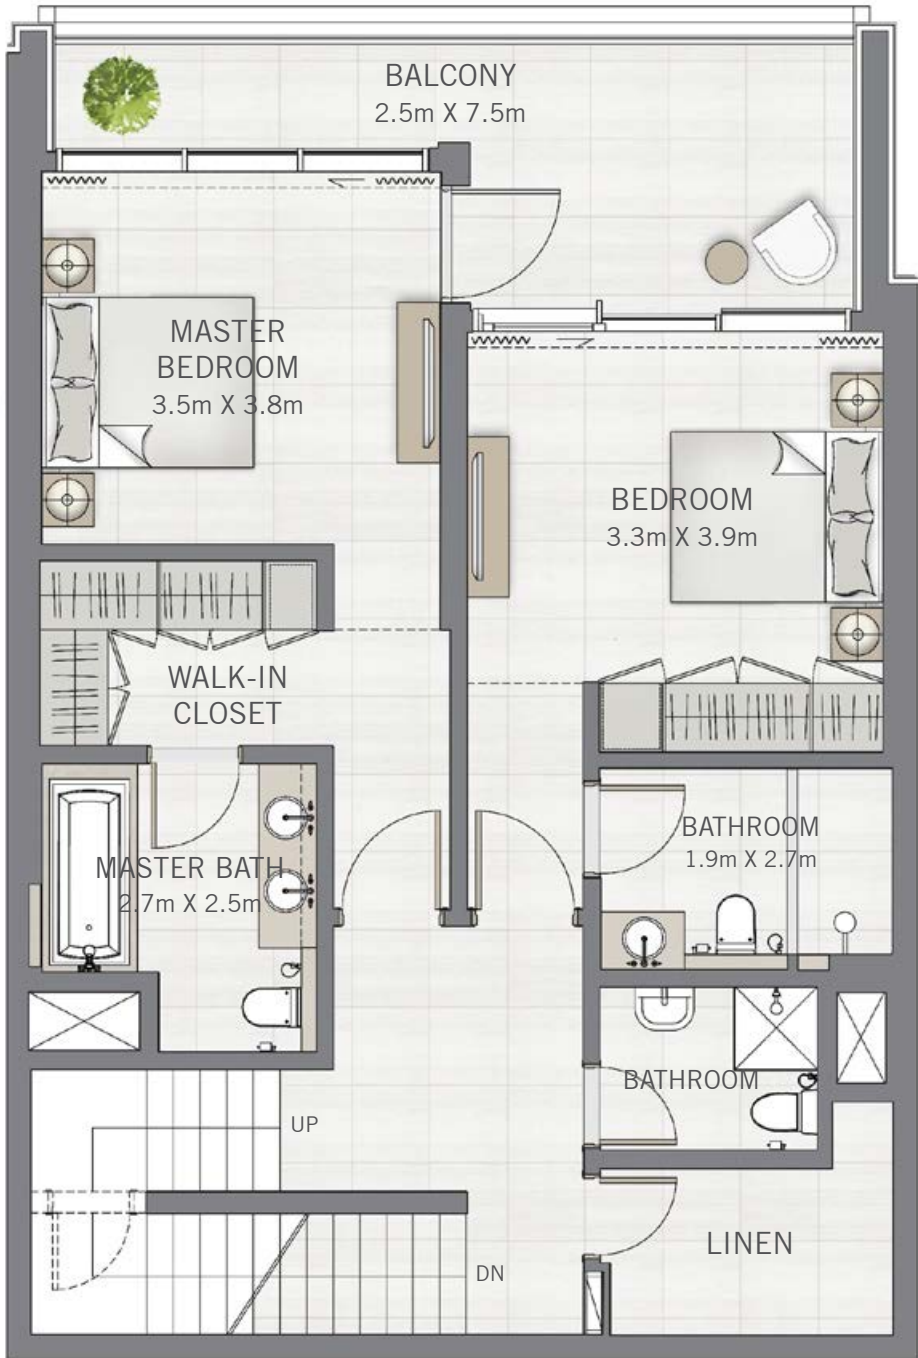 BALCONY
2.5m X 7.5m
MASTER
BEDROOM
3.5m X 3.8m
BEDROOM
3.3m X 3.9m
WALK-IN
CLOSET
MASTER BATH
2.7m X 2.5m
BATHROOM
1.9m X 2.7m
BATHROOM
UP
LINEN
DN